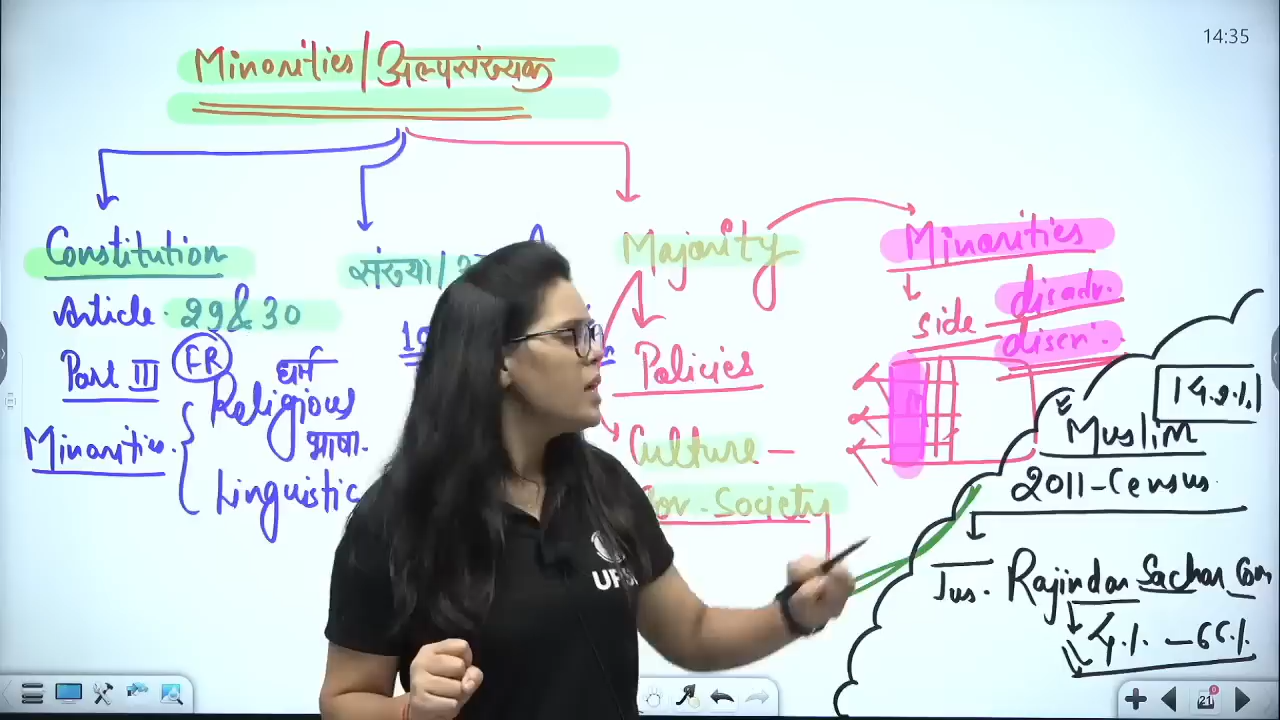 14:35
Minorities/अल्पसंख्यक
Constitution
Article. 29 & 30
Part III FR
Minorities.
धर्म
Religious
भाषा.
Linguistic
संख्या/
Majority
Policies
Culture –
Society
Minorities
side disadv.
discri.
14.2%
Muslim
2011-Census
Jus. Rajindar Sachar Com
4% – 66%
UP
21